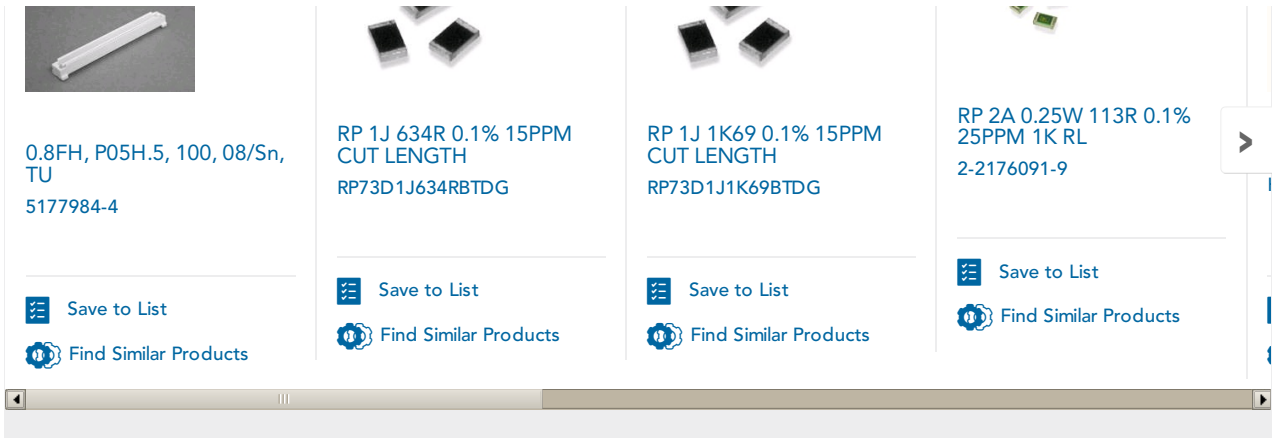 0.8FH, P05H.5, 100, 08/Sn,
TU
5177984-4
Save to List
Find Similar Products
RP 1J 634R 0.1% 15PPM
CUT LENGTH
RP73D1J634RBTDG
Save to List
Find Similar Products
RP 1J 1K69 0.1% 15PPM
CUT LENGTH
RP73D1J1K69BTDG
Save to List
Find Similar Products
RP 2A 0.25W 113R 0.1%
25PPM 1K RL
2-2176091-9
Save to List
Find Similar Products